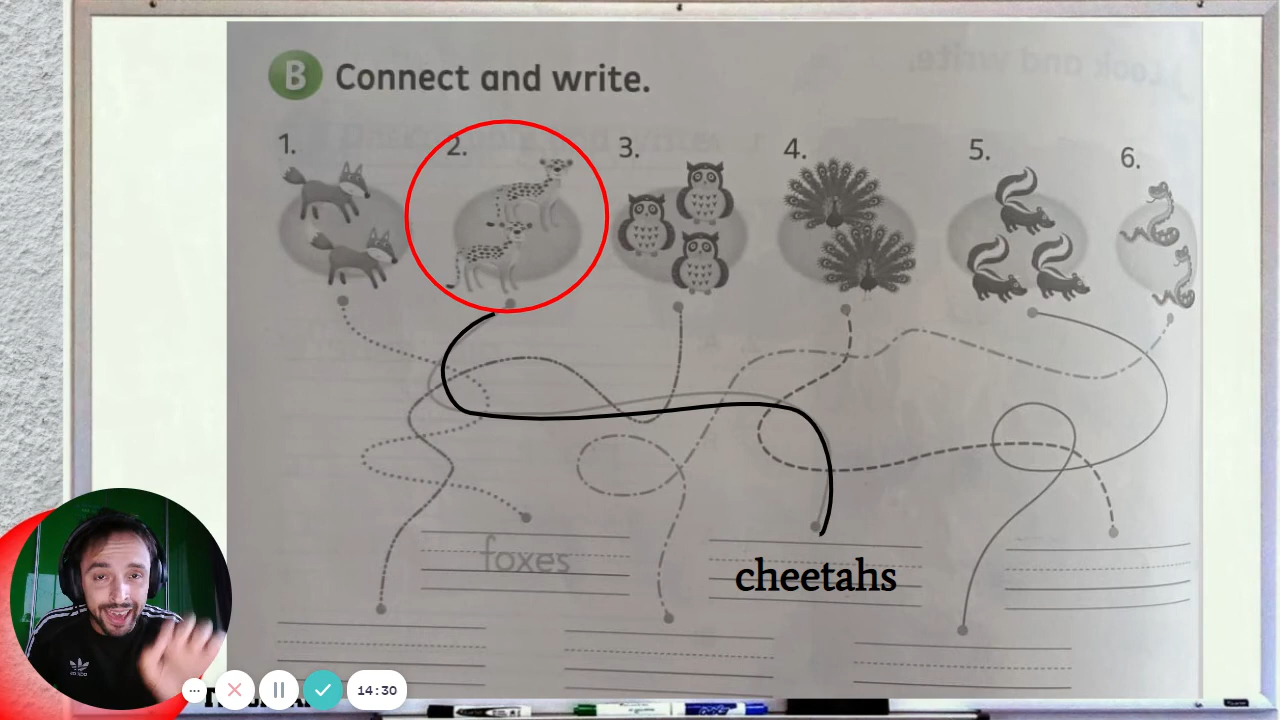 B Connect and write.
1.
2.
3.
4.
5.
6.
foxes
cheetahs
14:30